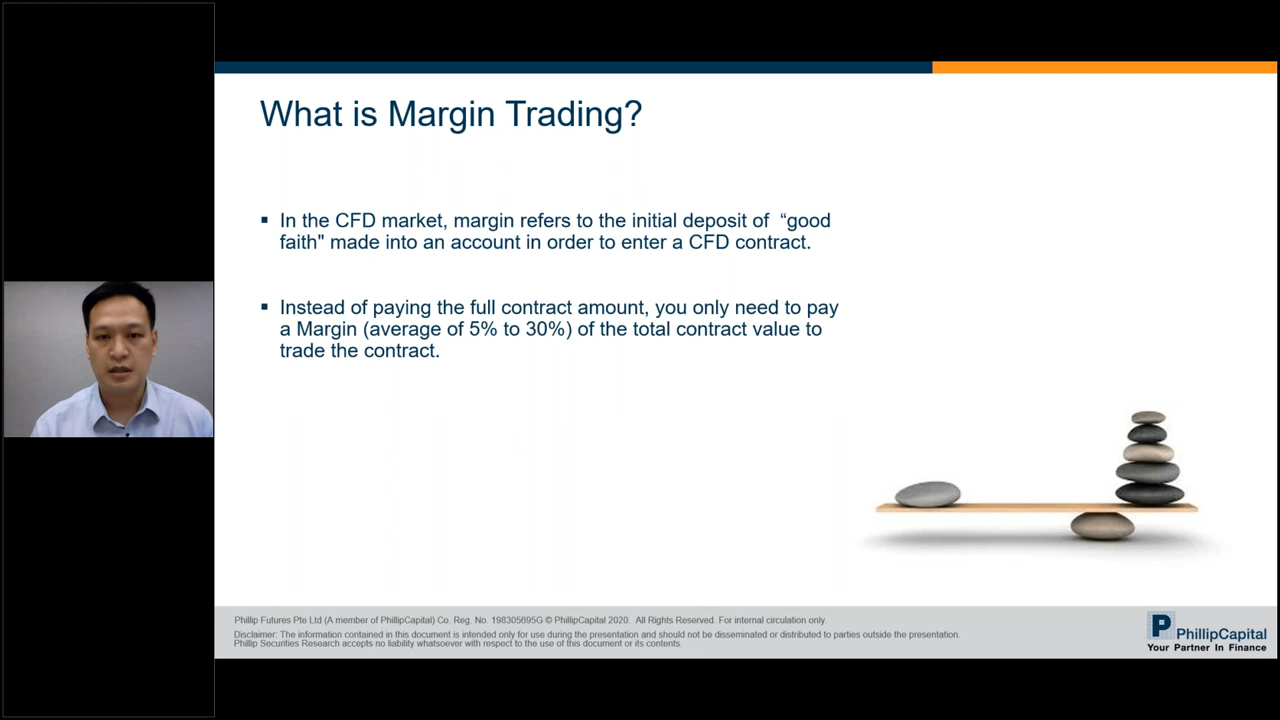 What is Margin Trading?
▪ In the CFD market, margin refers to the initial deposit of “good
faith" made into an account in order to enter a CFD contract.
▪ Instead of paying the full contract amount, you only need to pay
a Margin (average of 5% to 30%) of the total contract value to
trade the contract.
Phillip Futures Pte Ltd (A member of PhillipCapital) Co. Reg. No. 198305695G © PhillipCapital 2020. All Rights Reserved. For internal circulation only.
Disclaimer: The information contained in this document is intended only for use during the presentation and should not be disseminated or distributed to parties outside the presentation.
Phillip Securities Research accepts no liability whatsoever with respect to the use of this document or its contents.
P PhillipCapital
Your Partner In Finance